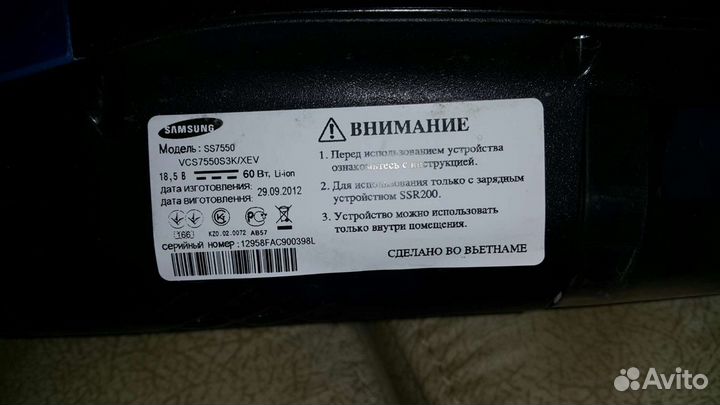 SAMSUNG
Модель: SS7550
VCS7550S3K/XEV
18,5 В 60 Вт, Li-ion
дата изготовления
дата виготовлення: 29.09.2012
166
KZ0.02.0072 АВ57
серийный номер: 12958FAC900398L
ВНИМАНИЕ
1. Перед использованием устройства
ознакомьтесь с инструкцией.
2. Для использования только с зарядным
устройством SSR200.
3. Устройство можно использовать
только внутри помещения.
СДЕЛАНО ВО ВЬЕТНАМЕ
Avito